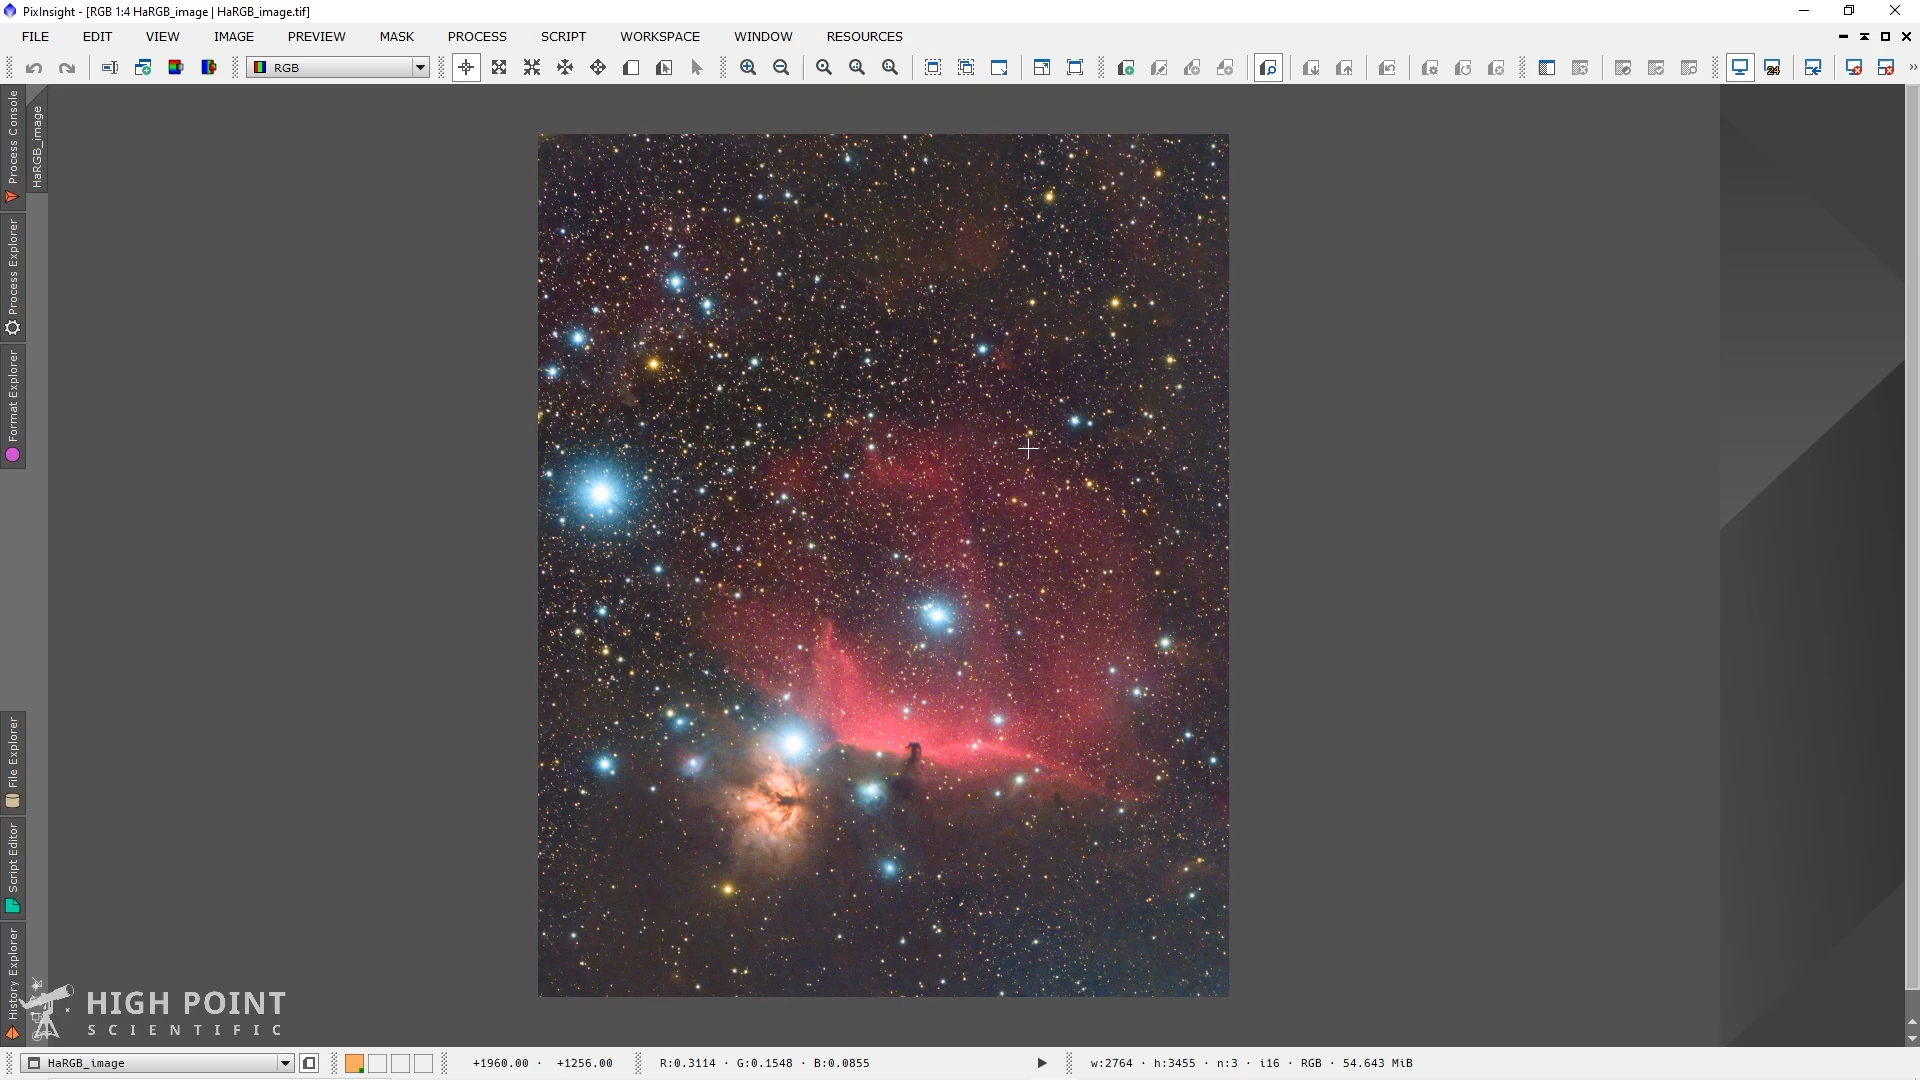 PixInsight - [RGB 1:4 HaRGB_image | HaRGB_image.tif]
FILE EDIT VIEW IMAGE PREVIEW MASK PROCESS SCRIPT WORKSPACE WINDOW RESOURCES
RGB
24
Process Console
HaRGB_image
Process Explorer
Format Explorer
File Explorer
Script Editor
History Explorer
HIGH POINT
SCIENTIFIC
HaRGB_image
+1960.00 · +1256.00
R:0.3114 · G:0.1548 · B:0.0855
w:2764 · h:3455 · n:3 · i16 · RGB · 54.643 MiB